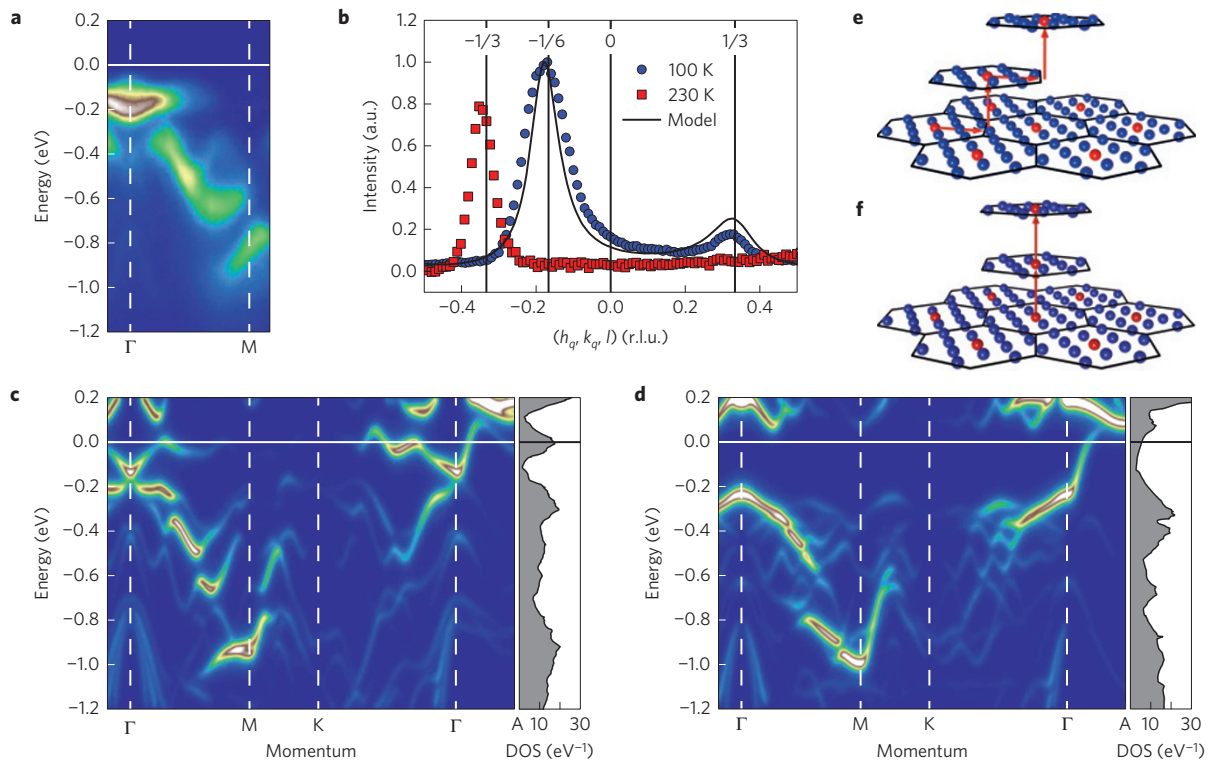 a
0.2
0.0
−0.2
−0.4
−0.6
−0.8
−1.0
−1.2
Energy (eV)
Γ M
b
1.2
1.0
0.8
0.6
0.4
0.2
0.0
Intensity (a.u.)
−1/3 −1/6 0 1/3
100 K
230 K
Model
−0.4 −0.2 0.0 0.2 0.4
(hq, kq, l) (r.l.u.)
e
f
c
0.2
0.0
−0.2
−0.4
−0.6
−0.8
−1.0
−1.2
Energy (eV)
Γ M K Γ A 10 30
Momentum DOS (eV⁻¹)
d
0.2
0.0
−0.2
−0.4
−0.6
−0.8
−1.0
−1.2
Energy (eV)
Γ M K Γ A 10 30
Momentum DOS (eV⁻¹)